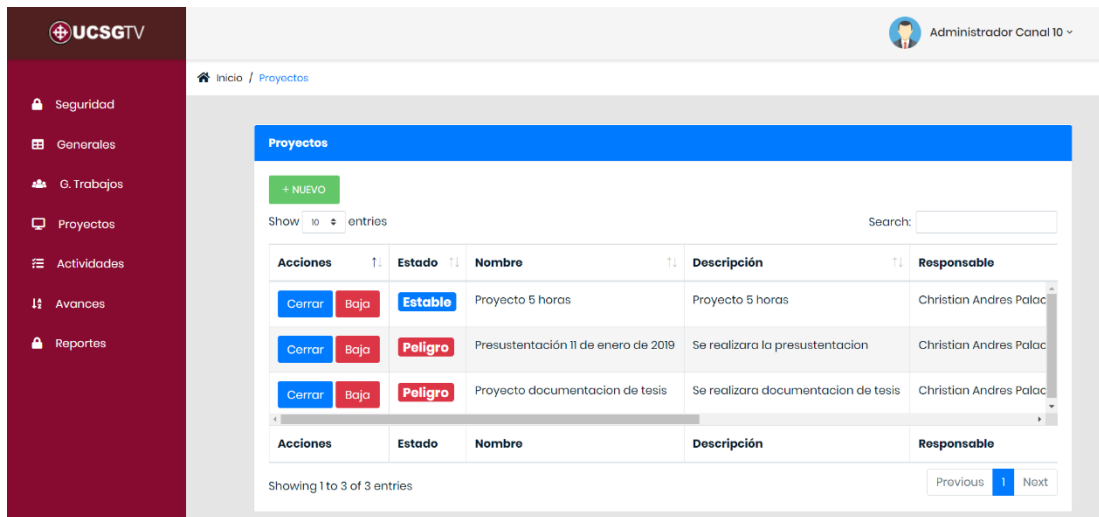 UCSGTV
Administrador Canal 10
Inicio / Proyectos
Seguridad
Generales
G. Trabajos
Proyectos
Actividades
Avances
Reportes
Proyectos
+ NUEVO
Show 10 entries
Search:
Acciones Estado Nombre Descripción Responsable
Cerrar Baja Estable Proyecto 5 horas Proyecto 5 horas Christian Andres Palac
Cerrar Baja Peligro Presustentación 11 de enero de 2019 Se realizara la presustentacion Christian Andres Palac
Cerrar Baja Peligro Proyecto documentacion de tesis Se realizara documentacion de tesis Christian Andres Palac
Acciones Estado Nombre Descripción Responsable
Showing 1 to 3 of 3 entries
Previous 1 Next